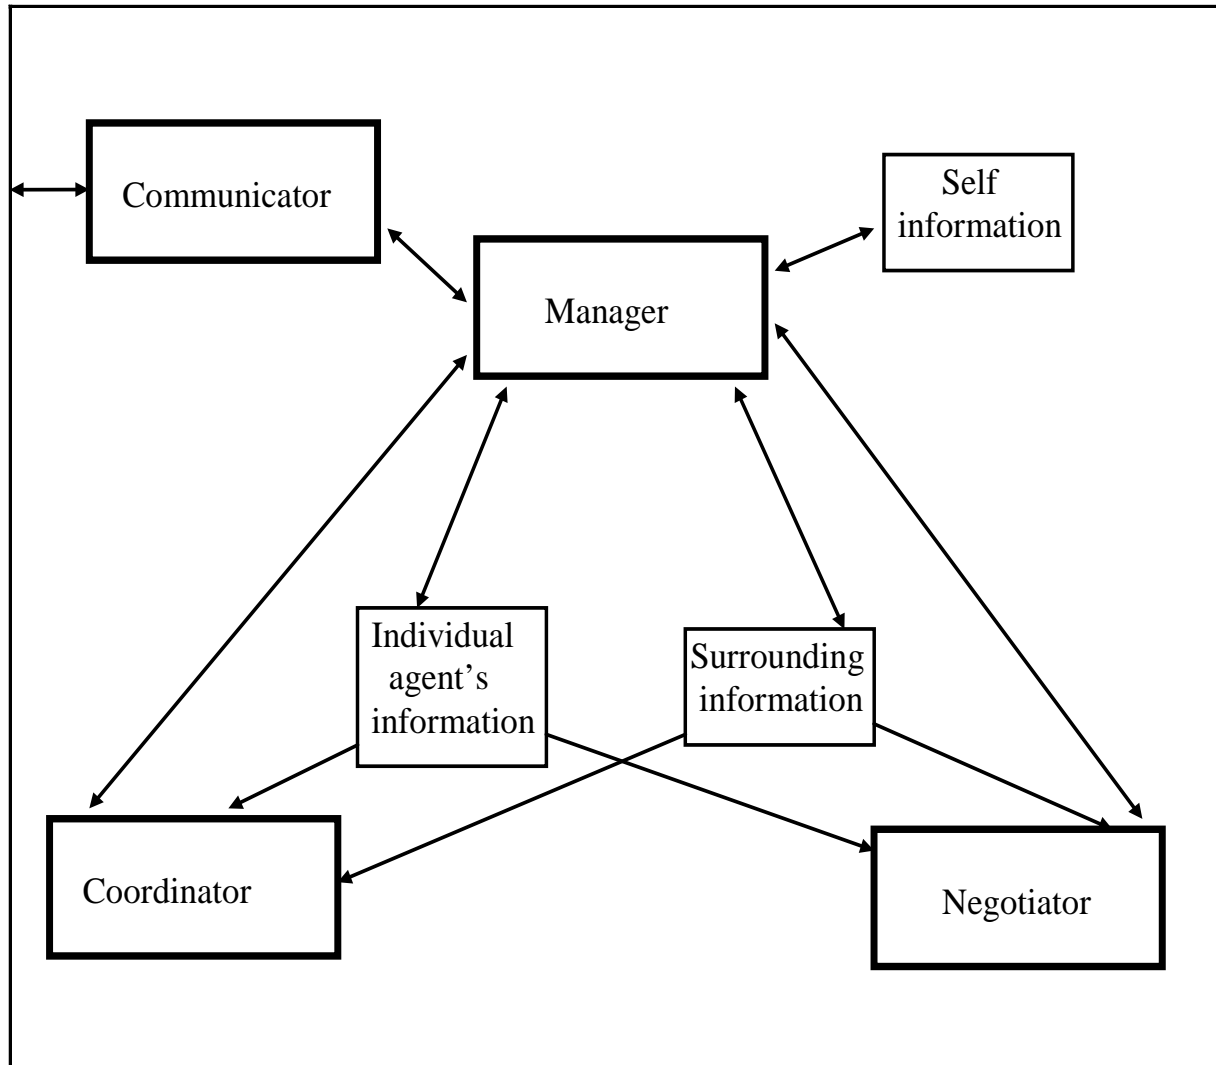 Communicator
Self
information
Manager
Individual
agent’s
information
Surrounding
information
Coordinator
Negotiator